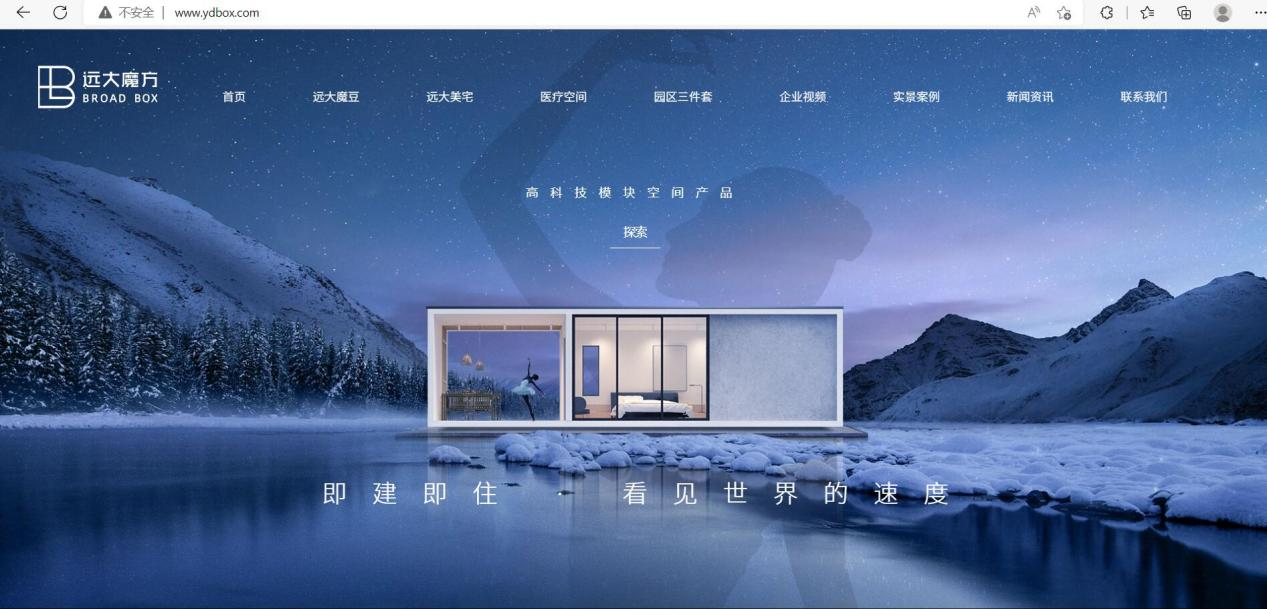 不安全 | www.ydbox.com
远大魔方
BROAD BOX
首页 远大魔豆 远大美宅 医疗空间 园区三件套 企业视频 实景案例 新闻资讯 联系我们
高科技模块空间产品
探索
即建即住 · 看见世界的速度